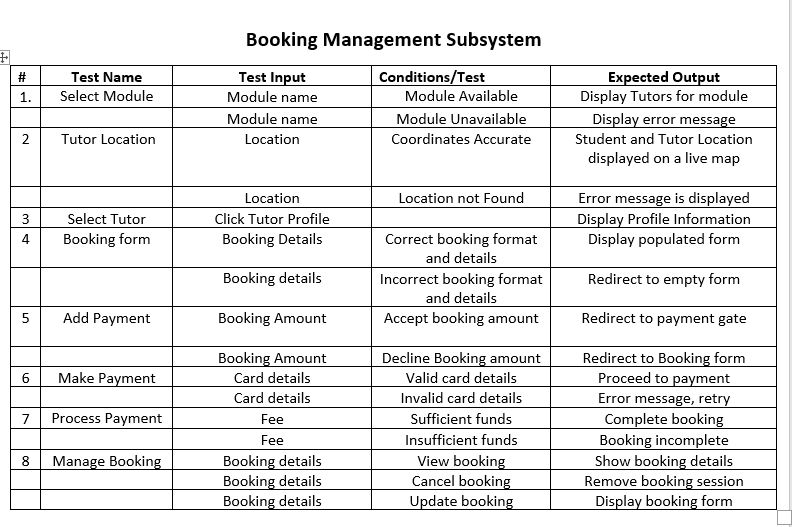 Booking Management Subsystem
# Test Name Test Input Conditions/Test Expected Output
1. Select Module Module name Module Available Display Tutors for module
Module name Module Unavailable Display error message
2 Tutor Location Location Coordinates Accurate Student and Tutor Location
displayed on a live map
Location Location not Found Error message is displayed
3 Select Tutor Click Tutor Profile Display Profile Information
4 Booking form Booking Details Correct booking format Display populated form
and details
Booking details Incorrect booking format Redirect to empty form
and details
5 Add Payment Booking Amount Accept booking amount Redirect to payment gate
Booking Amount Decline Booking amount Redirect to Booking form
6 Make Payment Card details Valid card details Proceed to payment
Card details Invalid card details Error message, retry
7 Process Payment Fee Sufficient funds Complete booking
Fee Insufficient funds Booking incomplete
8 Manage Booking Booking details View booking Show booking details
Booking details Cancel booking Remove booking session
Booking details Update booking Display booking form